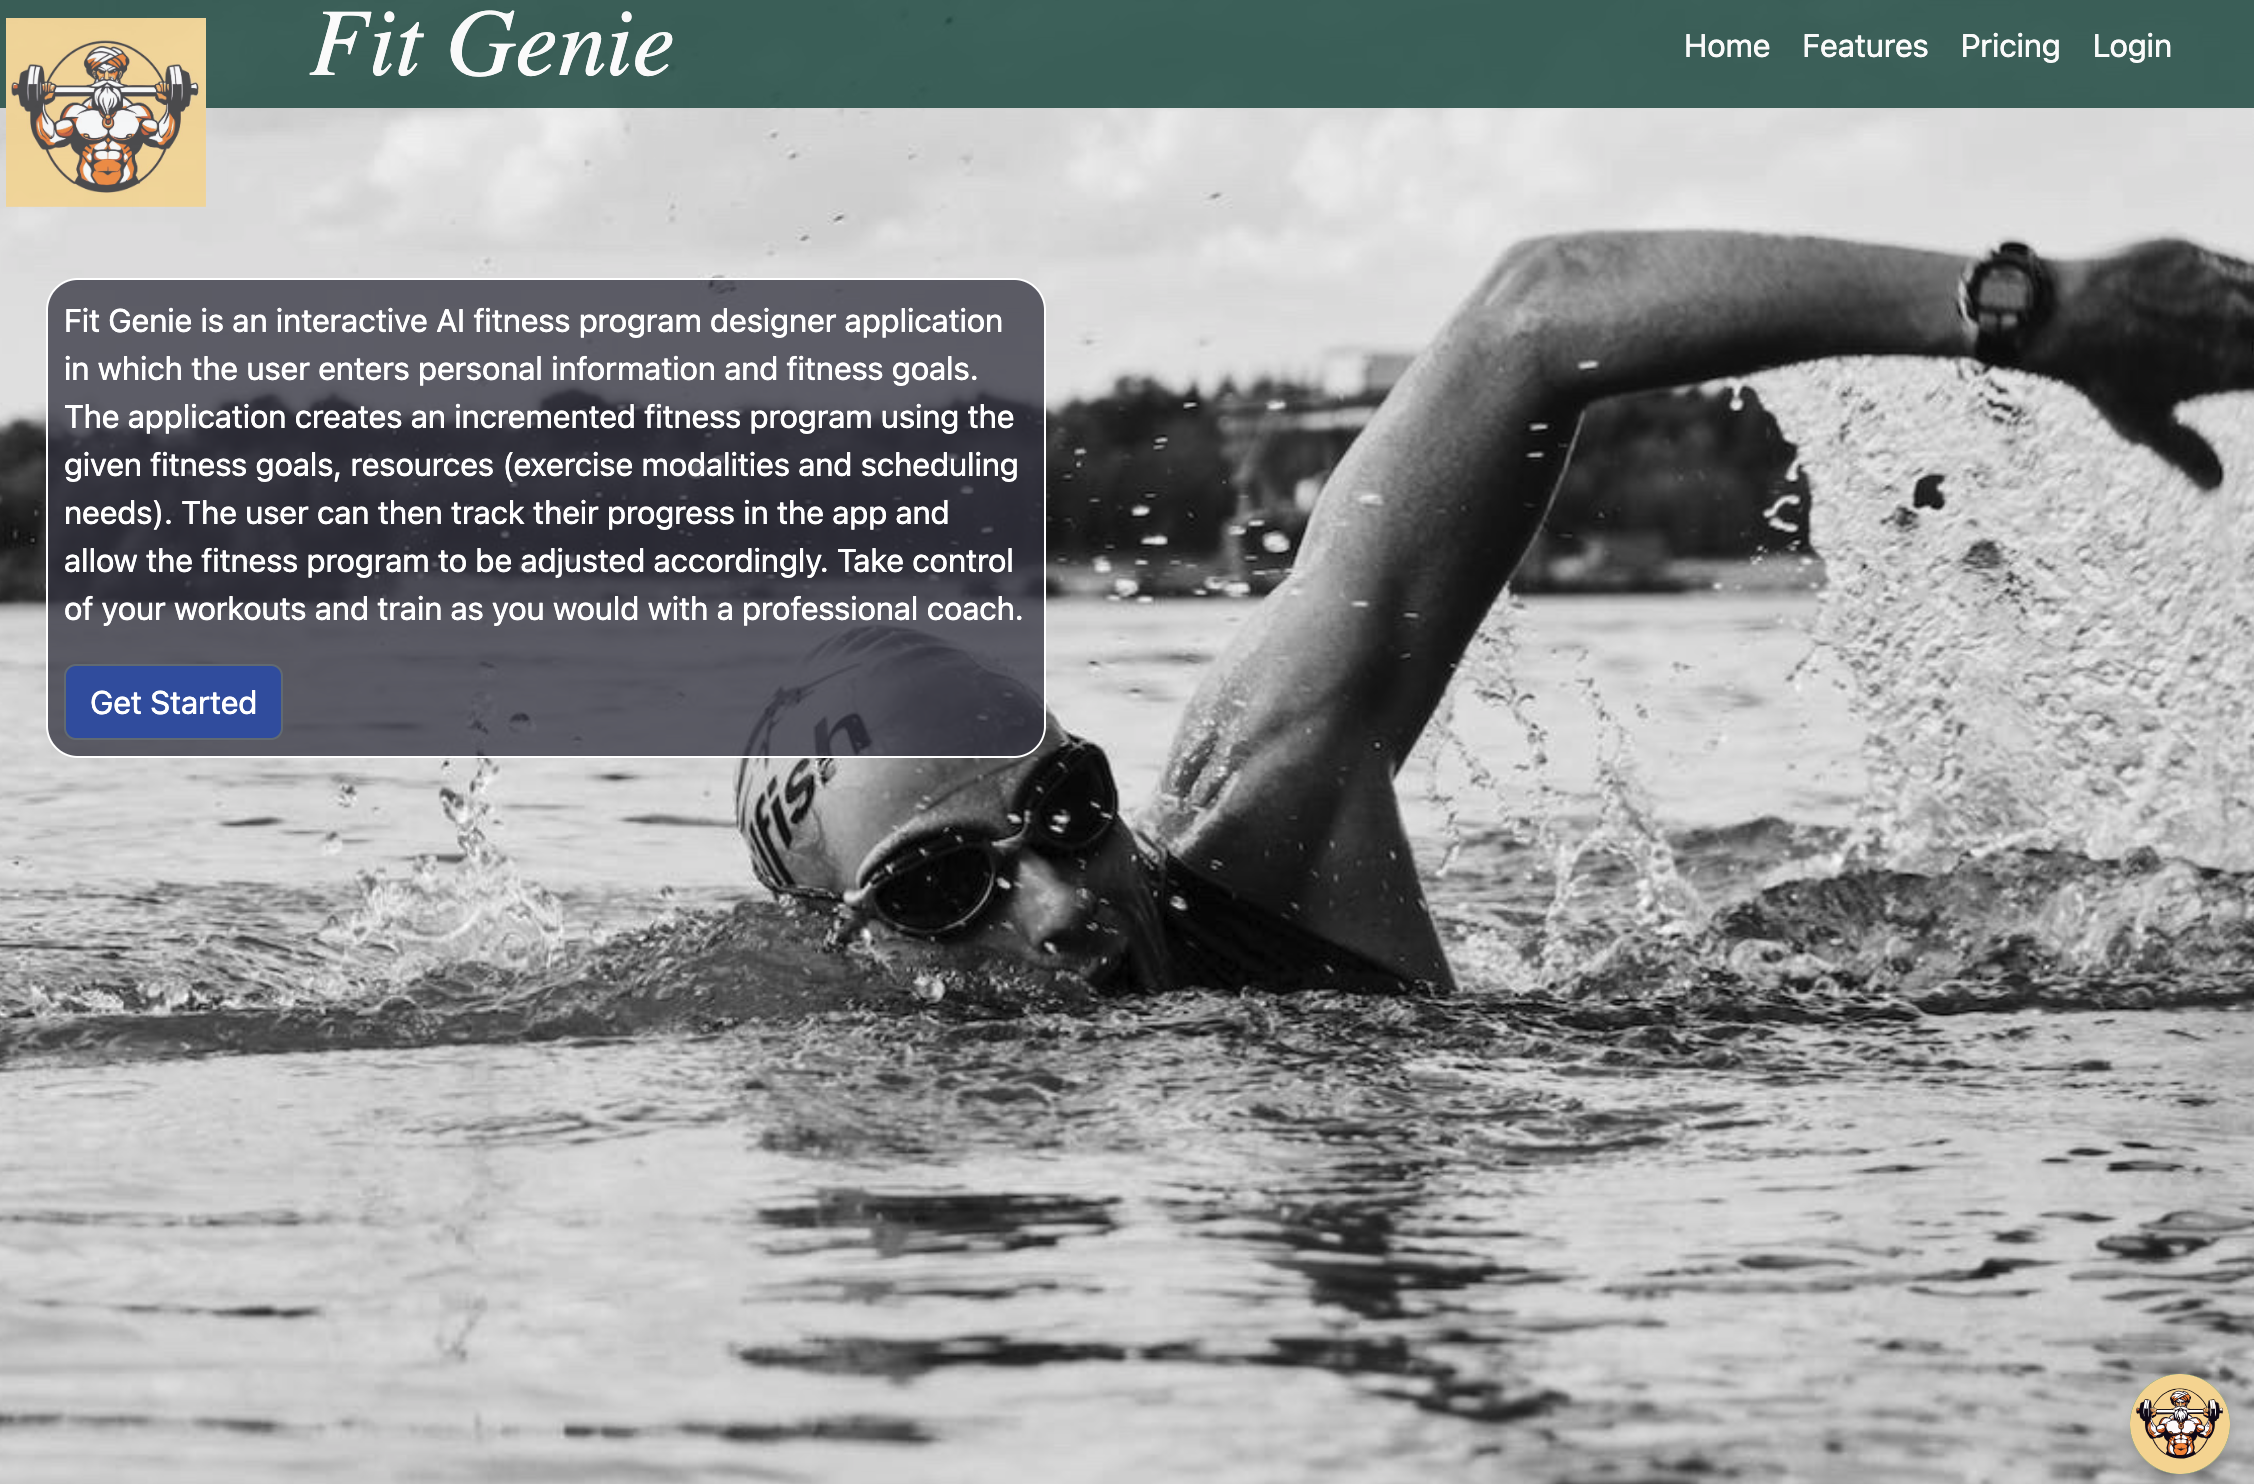 Fit Genie
Home Features Pricing Login
Fit Genie is an interactive AI fitness program designer application
in which the user enters personal information and fitness goals.
The application creates an incremented fitness program using the
given fitness goals, resources (exercise modalities and scheduling
needs). The user can then track their progress in the app and
allow the fitness program to be adjusted accordingly. Take control
of your workouts and train as you would with a professional coach.
Get Started